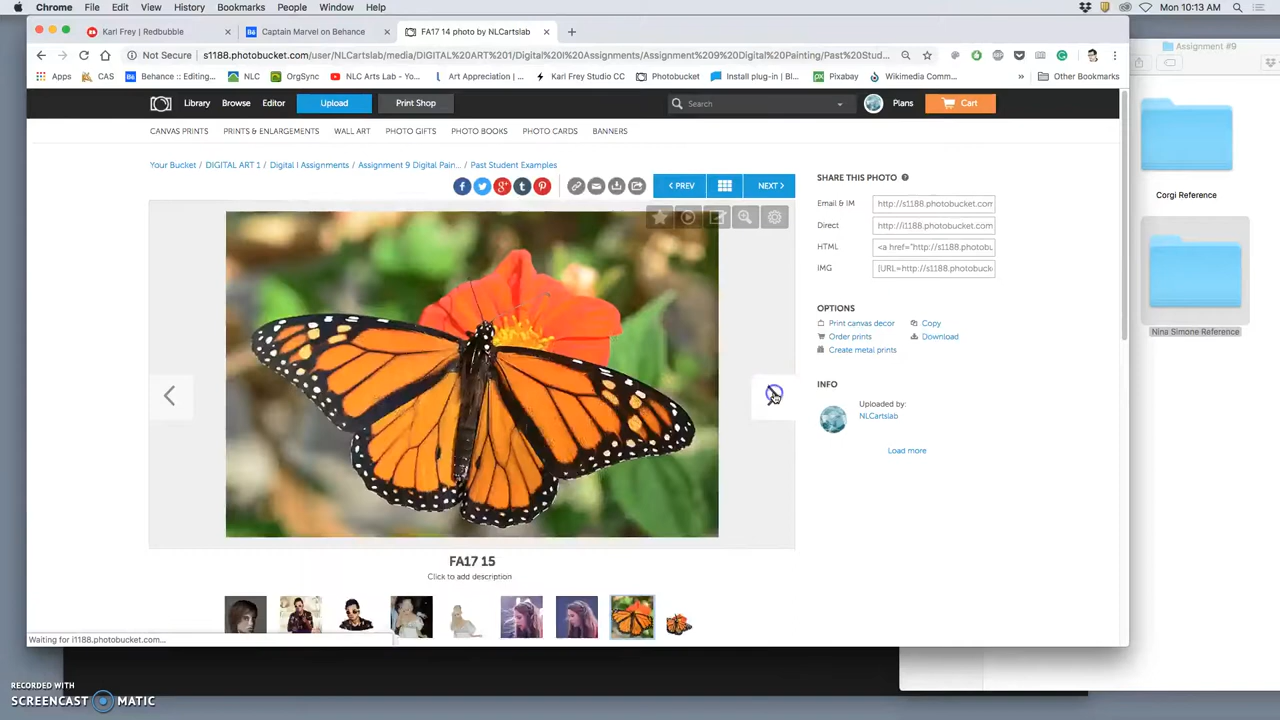 Chrome File Edit View History Bookmarks People Window Help Mon 10:13 AM
Karl Frey | Redbubble Captain Marvel on Behance FA17 14 photo by NLCartslab Assignment #9
Not Secure s1188.photobucket.com/user/NLCartslab/media/DIGITAL%20ART%201/Digital%20I%20Assignments/Assignment%209%20Digital%20Painting/Past%20Stud...
Apps CAS Behance :: Editing... NLC OrgSync NLC Arts Lab - Yo... Art Appreciation | ... Karl Frey Studio CC Photobucket Install plug-in | Bl... Pixabay Wikimedia Comm... » Other Bookmarks
Library Browse Editor Upload Print Shop Search Plans Cart
CANVAS PRINTS PRINTS & ENLARGEMENTS WALL ART PHOTO GIFTS PHOTO BOOKS PHOTO CARDS BANNERS
Your Bucket / DIGITAL ART 1 / Digital I Assignments / Assignment 9 Digital Pain... / Past Student Examples
PREV NEXT
SHARE THIS PHOTO
Email & IM http://s1188.photobucket.com
Direct http://i1188.photobucket.com
HTML <a href="http://s1188.photobu
IMG [URL=http://s1188.photobuck
OPTIONS
Print canvas decor Copy
Order prints Download
Create metal prints
INFO
Uploaded by:
NLCartslab
Load more
Corgi Reference
Nina Simone Reference
FA17 15
Click to add description
Waiting for i1188.photobucket.com...
RECORDED WITH
SCREENCAST MATIC